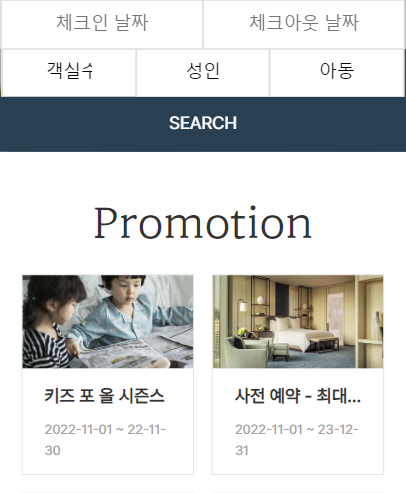 체크인 날짜 체크아웃 날짜
객실수 성인 아동
SEARCH
Promotion
키즈 포 올 시즌스
2022-11-01 ~ 22-11-
30
사전 예약 - 최대...
2022-11-01 ~ 23-12-
31